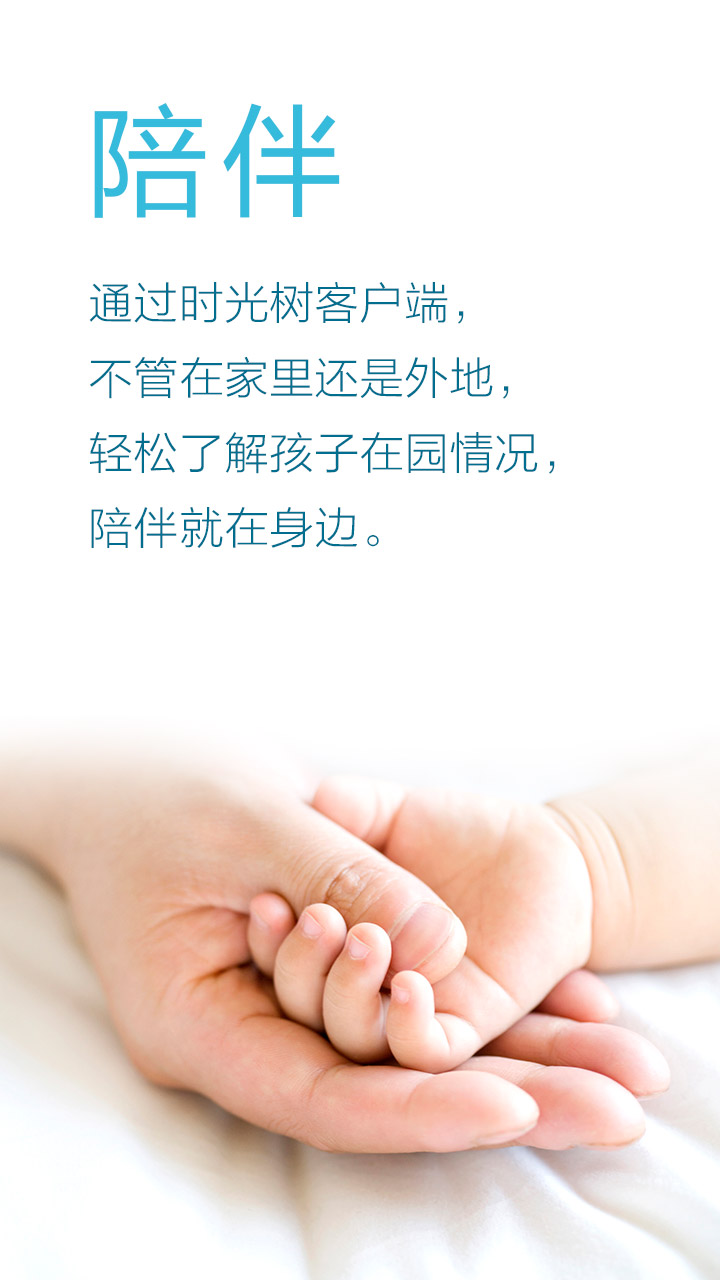 陪伴
通过时光树客户端，
不管在家里还是外地，
轻松了解孩子在园情况，
陪伴就在身边。